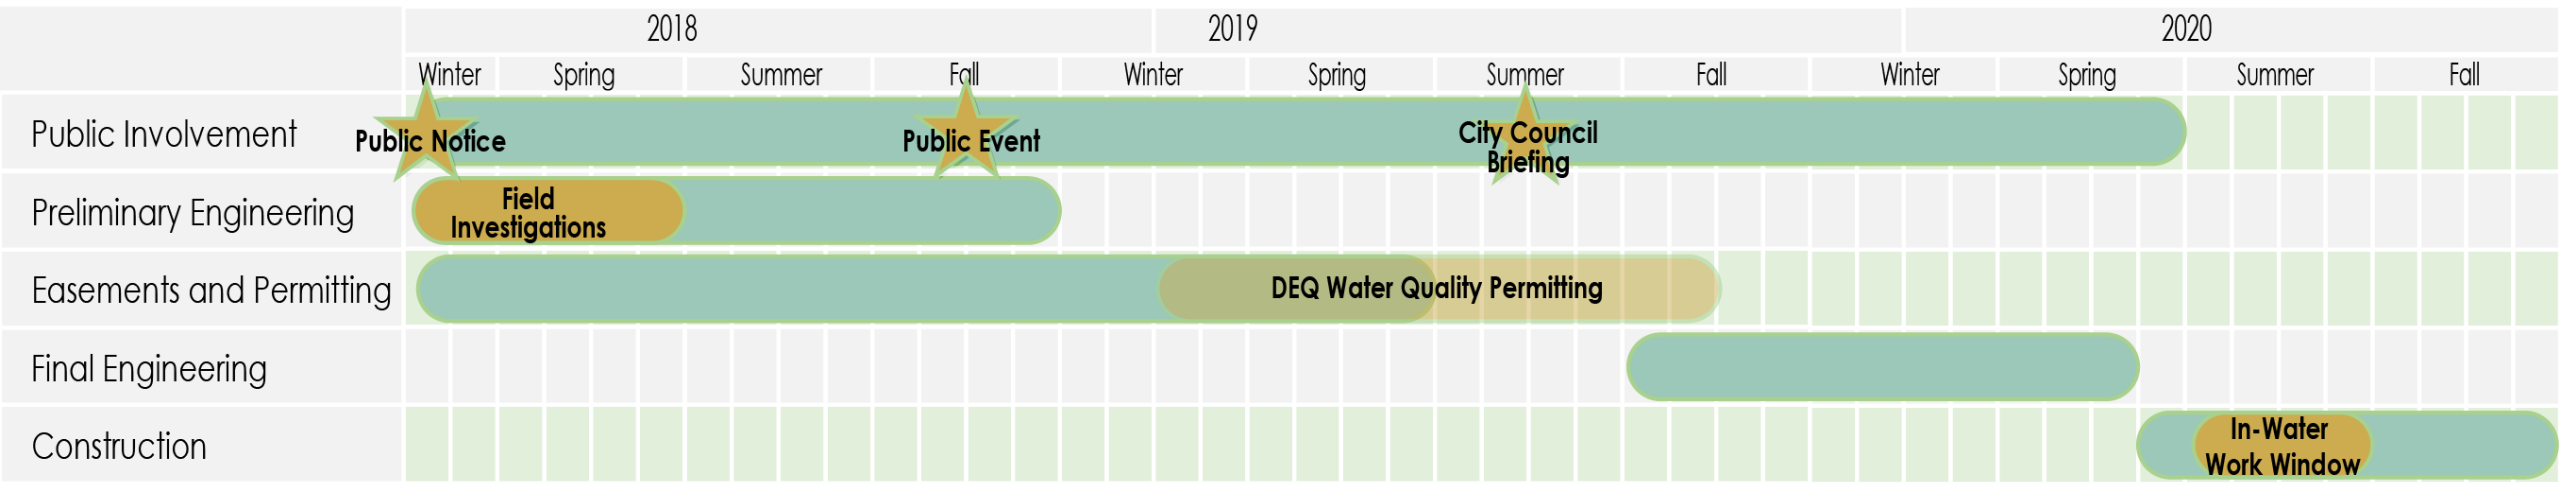 2018 2019 2020
Winter Spring Summer Fall Winter Spring Summer Fall Winter Spring Summer Fall
Public Involvement
Public Notice
Public Event
City Council
Briefing
Preliminary Engineering
Field
Investigations
Easements and Permitting
DEQ Water Quality Permitting
Final Engineering
Construction
In-Water
Work Window